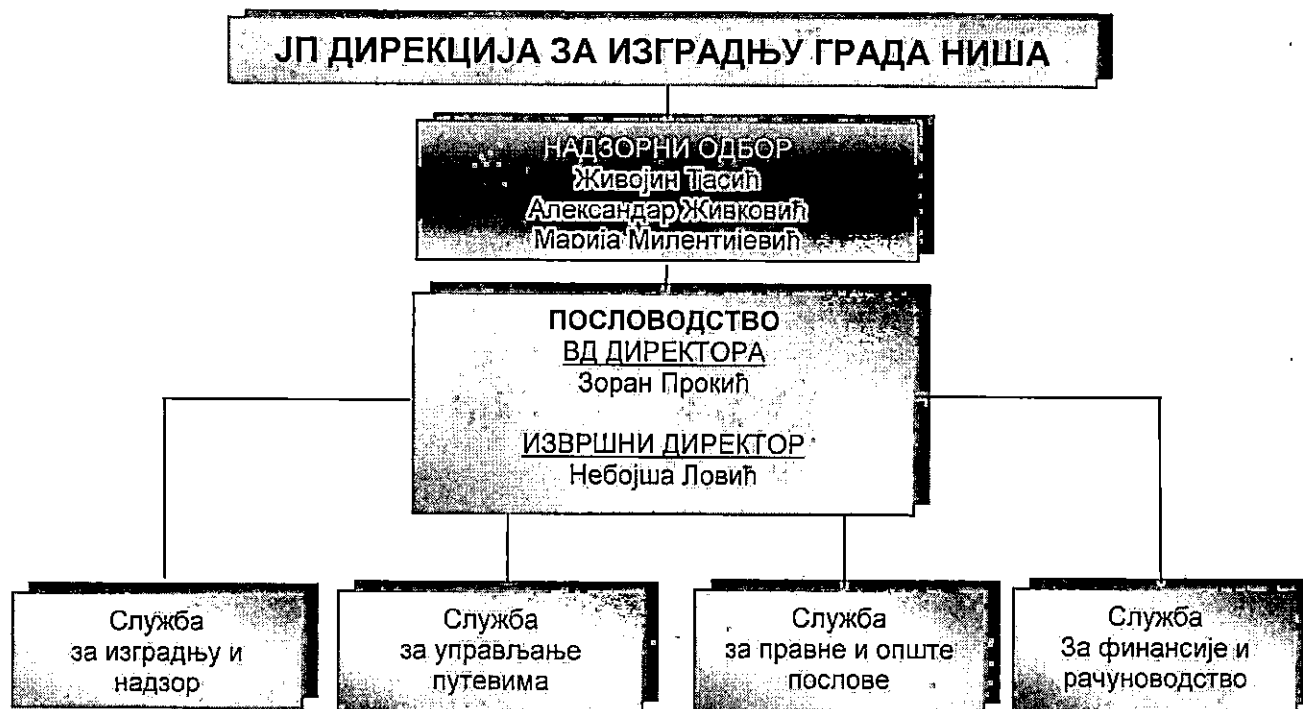 ЈП ДИРЕКЦИЈА ЗА ИЗГРАДЊУ ГРАДА НИША
НАДЗОРНИ ОДБОР
Живојин Тасић
Александар Живковић
Марија Милентијевић
ПОСЛОВОДСТВО
ВД ДИРЕКТОРА
Зоран Прокић
ИЗВРШНИ ДИРЕКТОР
Небојша Ловић
Служба
за изградњу и
надзор
Служба
за управљање
путевима
Служба
за правне и опште
послове
Служба
За финансије и
рачуноводство